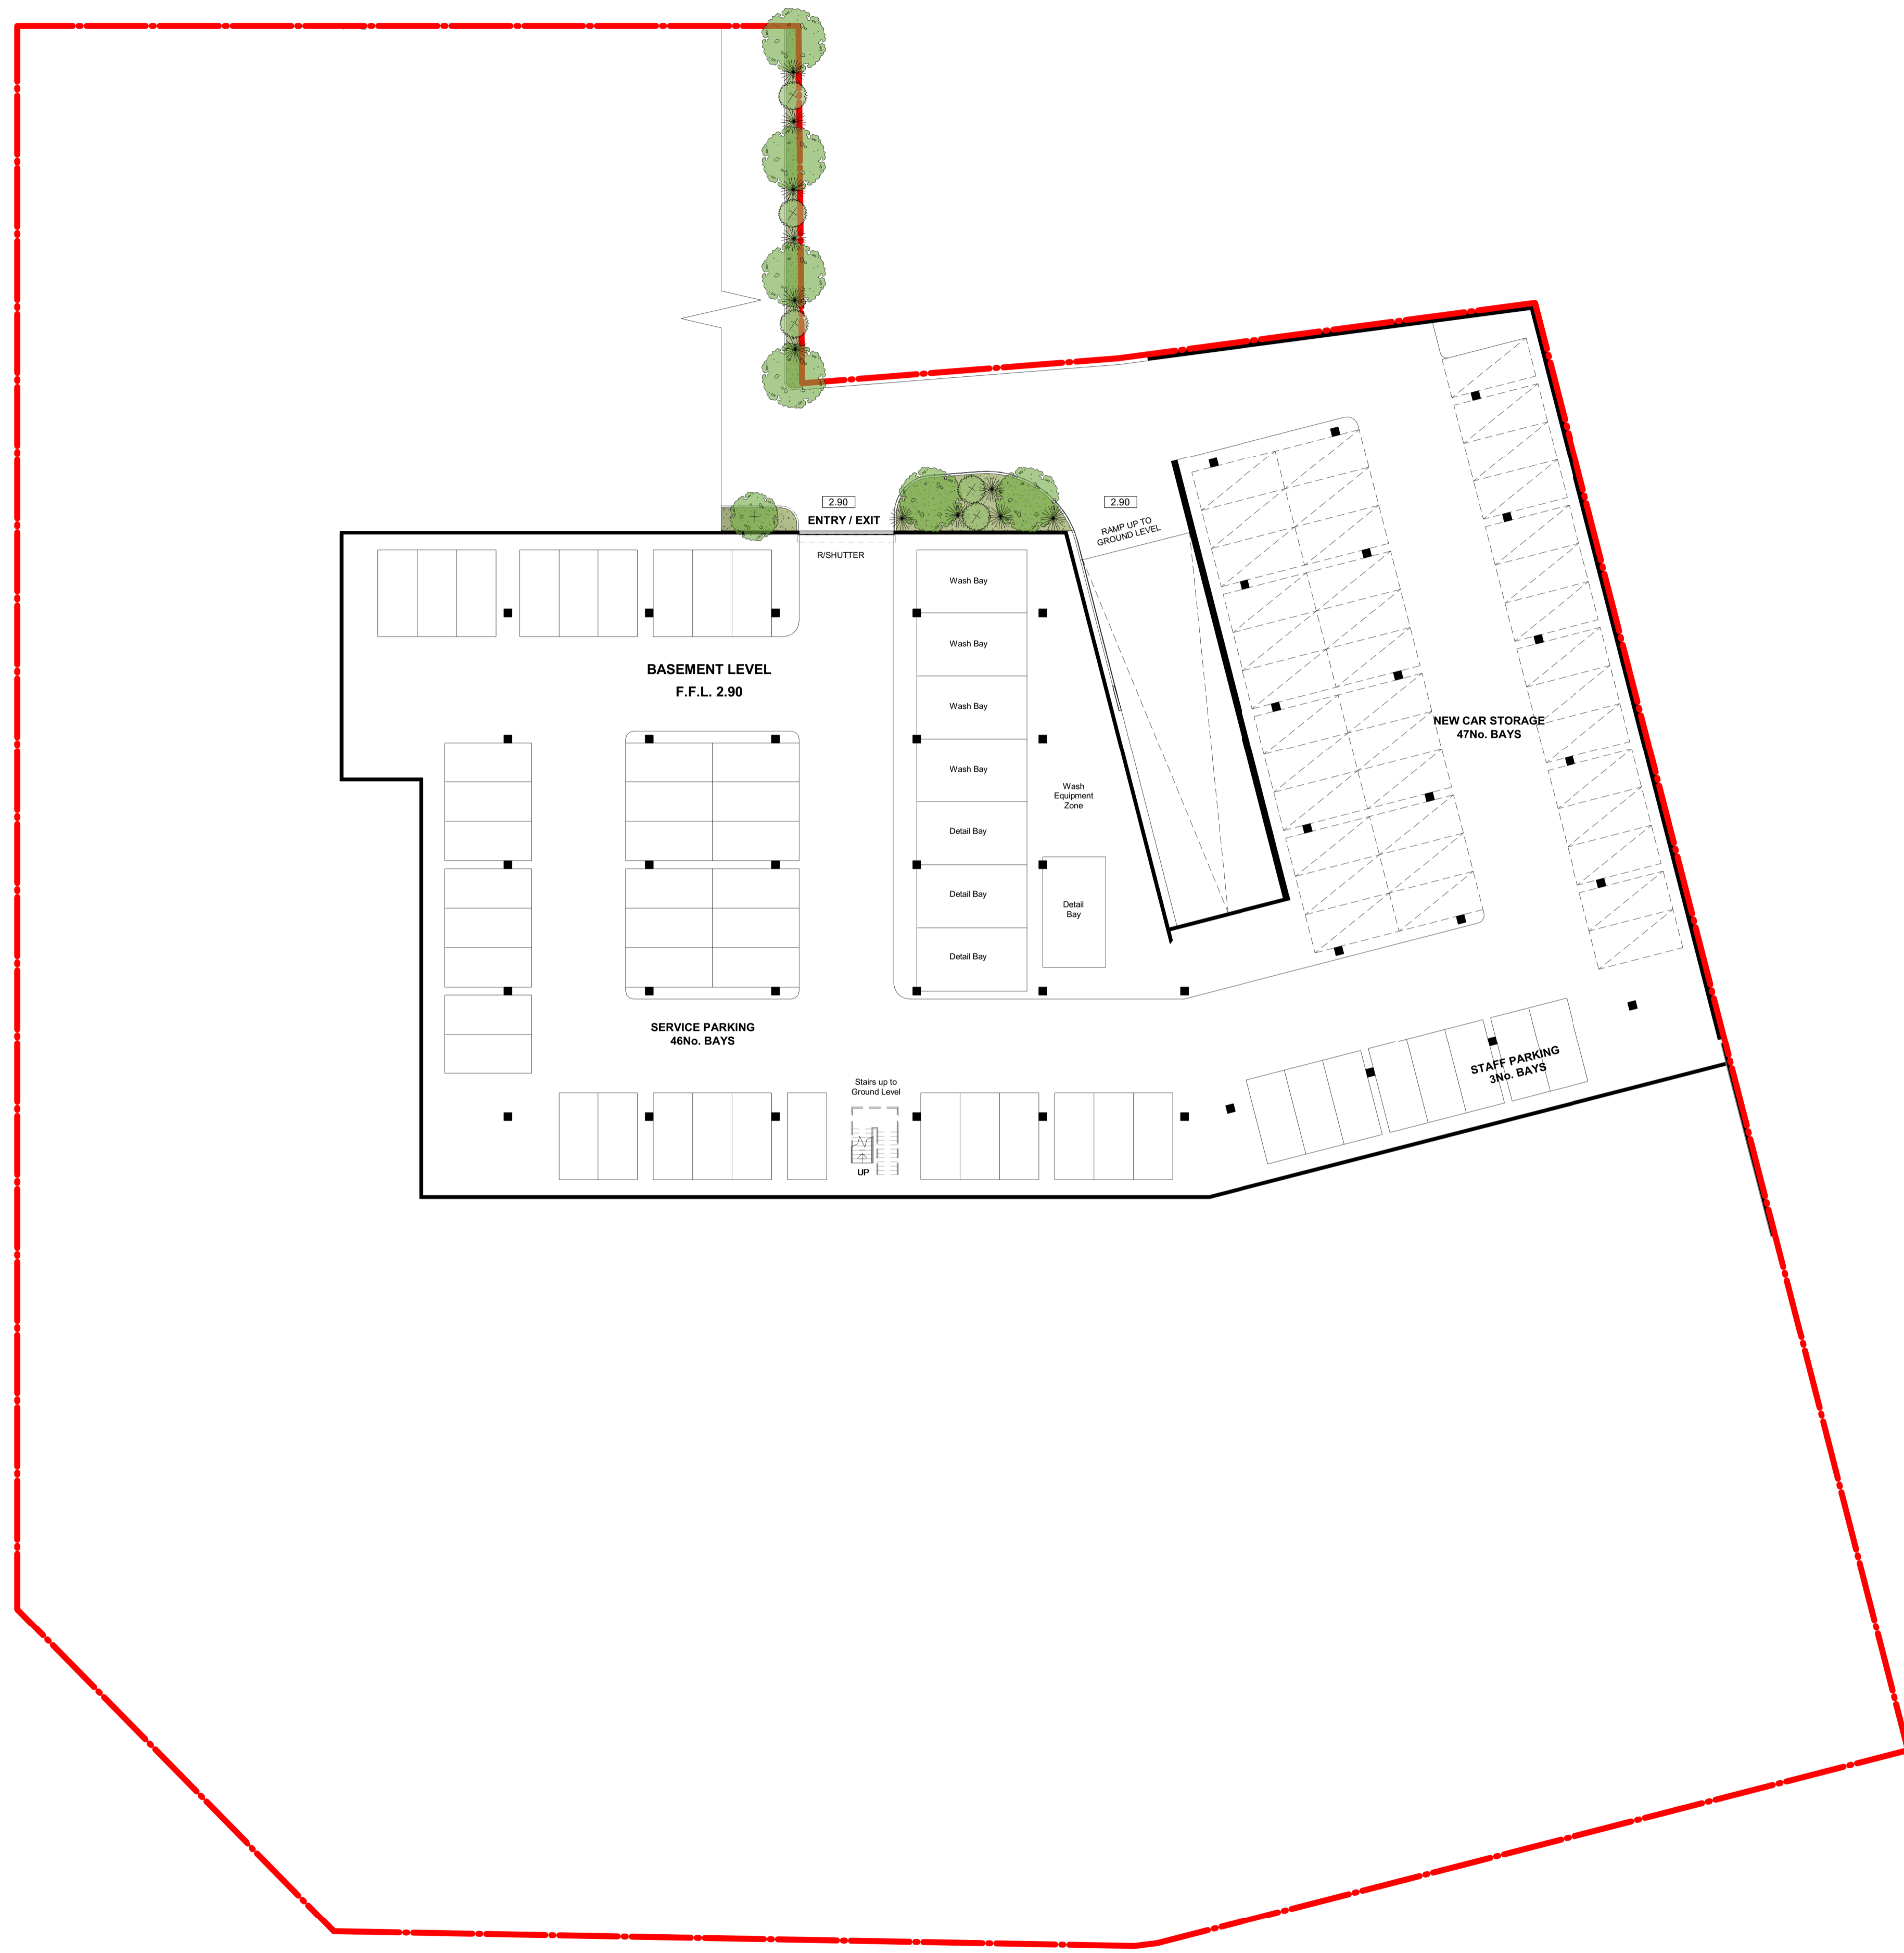 2.90
ENTRY / EXIT
2.90
RAMP UP TO
GROUND LEVEL
R/SHUTTER
Wash Bay
Wash Bay
BASEMENT LEVEL
F.F.L. 2.90
Wash Bay
NEW CAR STORAGE
47No. BAYS
Wash Bay
Wash
Equipment
Zone
Detail Bay
Detail Bay
Detail
Bay
Detail Bay
SERVICE PARKING
46No. BAYS
STAFF PARKING
3No. BAYS
Stairs up to
Ground Level
UP